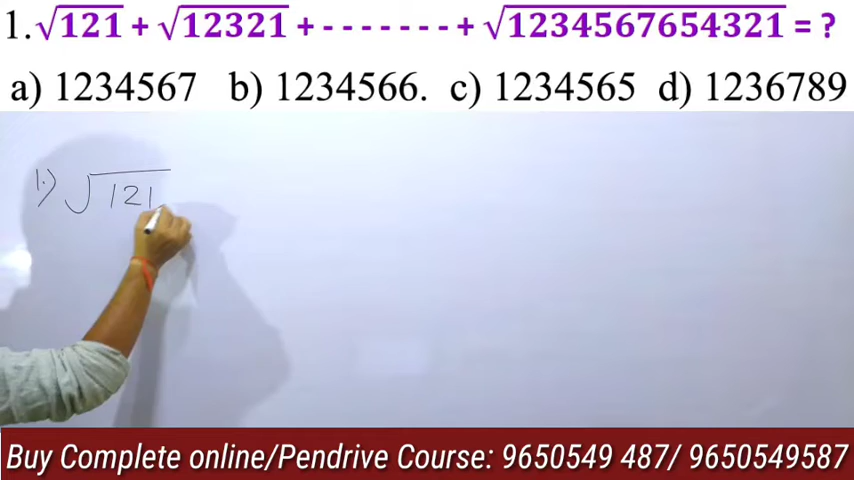 1.√121 + √12321 + - - - - - - - + √1234567654321 = ?
a) 1234567 b) 1234566. c) 1234565 d) 1236789
1.) √121
Buy Complete online/Pendrive Course: 9650549 487/ 9650549587